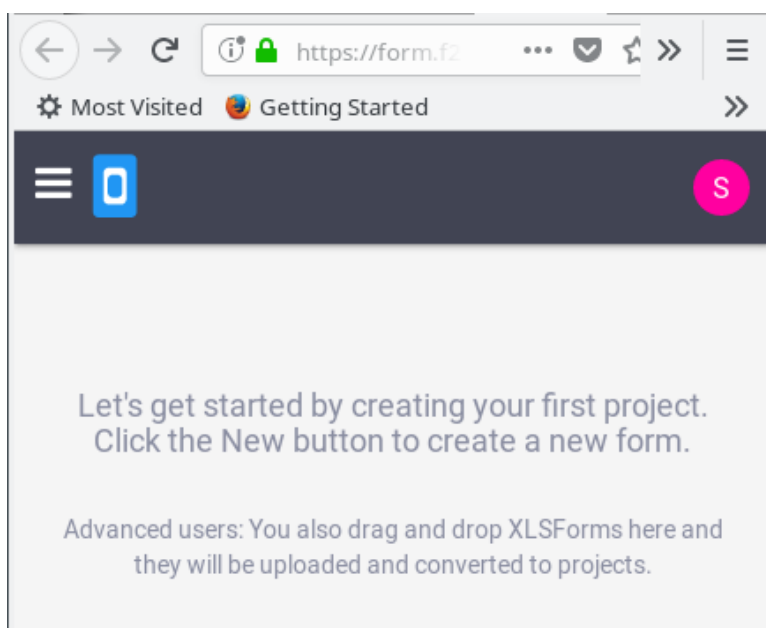 https://form.f2
Most Visited Getting Started
S
Let's get started by creating your first project.
Click the New button to create a new form.
Advanced users: You also drag and drop XLSForms here and
they will be uploaded and converted to projects.